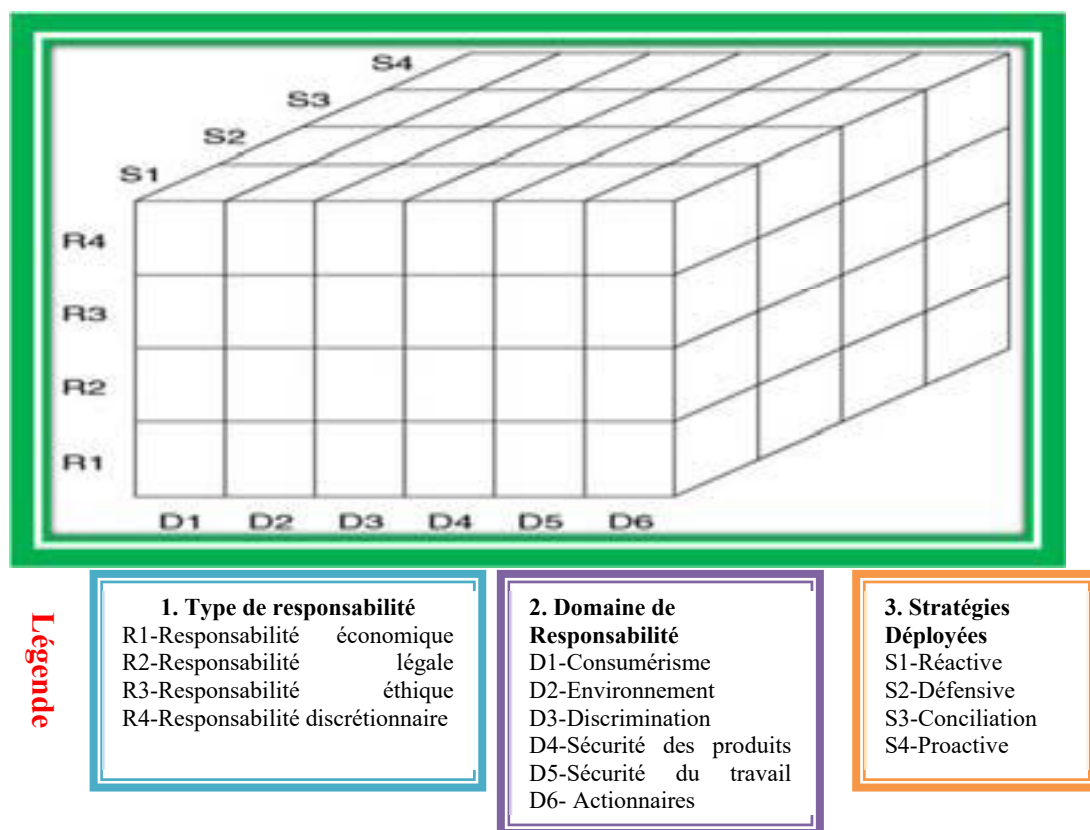 S4
S3
S2
S1
R4
R3
R2
R1
D1 D2 D3 D4 D5 D6
Légende
1. Type de responsabilité
R1-Responsabilité économique
R2-Responsabilité légale
R3-Responsabilité éthique
R4-Responsabilité discrétionnaire
2. Domaine de
Responsabilité
D1-Consumérisme
D2-Environnement
D3-Discrimination
D4-Sécurité des produits
D5-Sécurité du travail
D6- Actionnaires
3. Stratégies
Déployées
S1-Réactive
S2-Défensive
S3-Conciliation
S4-Proactive